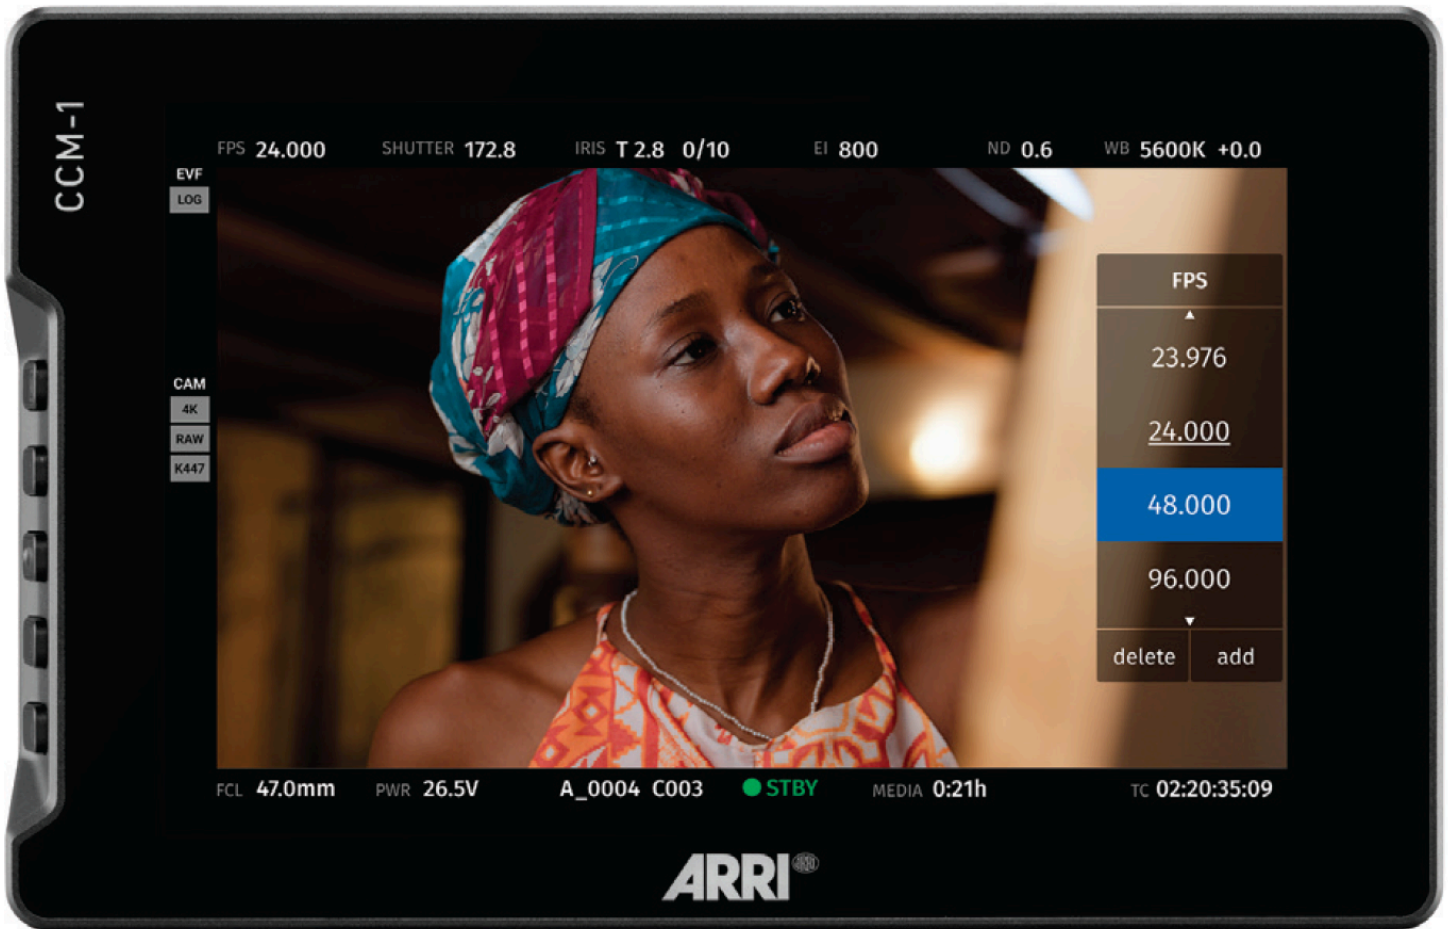 CCM-1
FPS 24.000 SHUTTER 172.8 IRIS T 2.8 0/10 EI 800 ND 0.6 WB 5600K +0.0
EVF
LOG
CAM
4K
RAW
K447
FPS
23.976
24.000
48.000
96.000
delete add
FCL 47.0mm PWR 26.5V A_0004 C003 STBY MEDIA 0:21h TC 02:20:35:09
ARRI